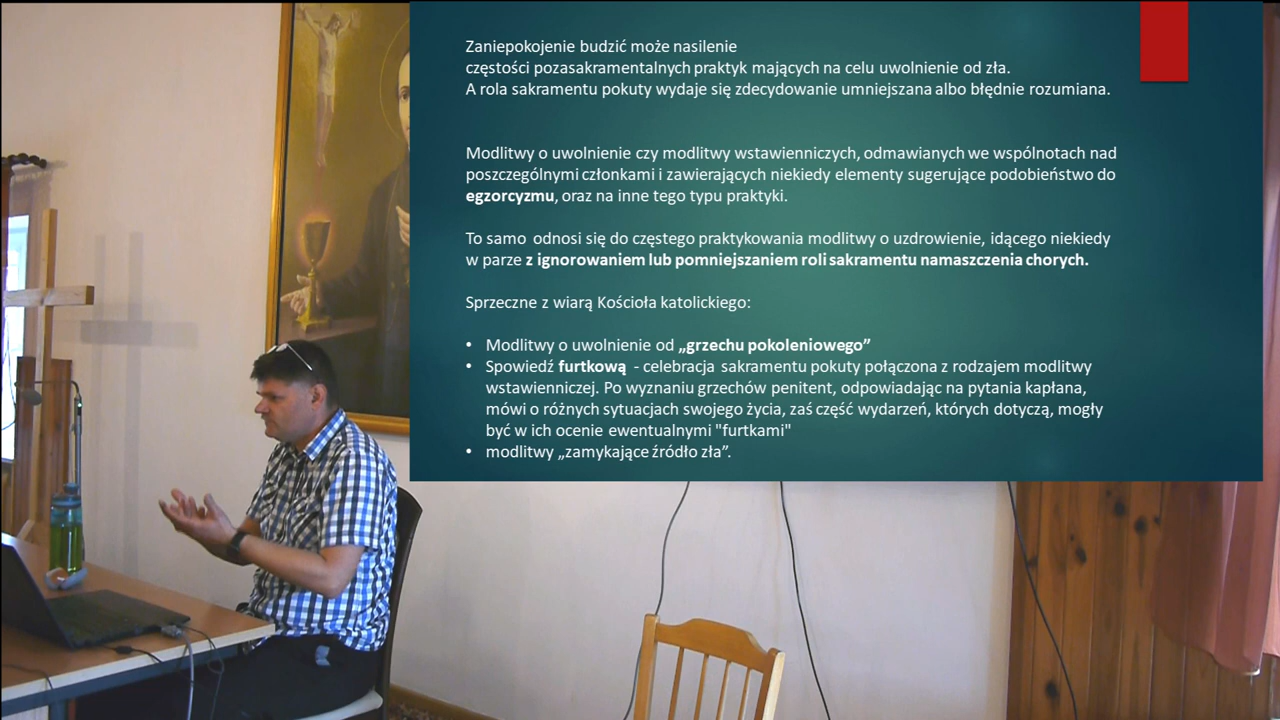 Zaniepokojenie budzić może nasilenie
częstości pozasakramentalnych praktyk mających na celu uwolnienie od zła.
A rola sakramentu pokuty wydaje się zdecydowanie umniejszana albo błędnie rozumiana.
Modlitwy o uwolnienie czy modlitwy wstawienniczych, odmawianych we wspólnotach nad
poszczególnymi członkami i zawierających niekiedy elementy sugerujące podobieństwo do
egzorcyzmu, oraz na inne tego typu praktyki.
To samo odnosi się do częstego praktykowania modlitwy o uzdrowienie, idącego niekiedy
w parze z ignorowaniem lub pomniejszaniem roli sakramentu namaszczenia chorych.
Sprzeczne z wiarą Kościoła katolickiego:
• Modlitwy o uwolnienie od „grzechu pokoleniowego”
• Spowiedź furtkową - celebracja sakramentu pokuty połączona z rodzajem modlitwy
wstawienniczej. Po wyznaniu grzechów penitent, odpowiadając na pytania kapłana,
mówi o różnych sytuacjach swojego życia, zaś część wydarzeń, których dotyczą, mogły
być w ich ocenie ewentualnymi "furtkami"
• modlitwy „zamykające źródło zła”.